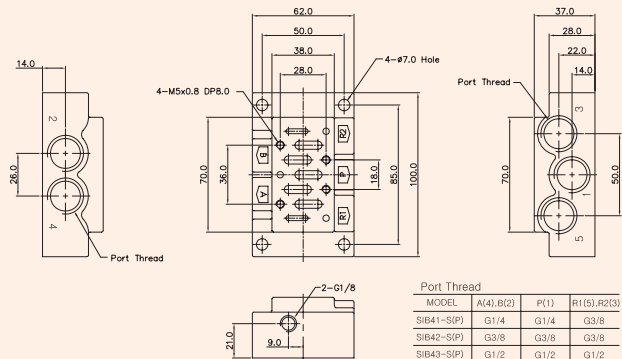 62.0
50.0
38.0
28.0
4-ø7.0 Hole
4-M5x0.8 DP8.0
14.0
2
4
26.0
Port Thread
70.0
36.0
B
A
R2
P
R1
18.0
85.0
100.0
37.0
28.0
22.0
14.0
Port Thread
3
1
5
70.0
50.0
2-G1/8
21.0
9.0
Port Thread
MODEL A(4).B(2) P(1) R1(5).R2(3)
SIB41-S(P) G1/4 G1/4 G3/8
SIB42-S(P) G3/8 G3/8 G3/8
SIB43-S(P) G1/2 G1/2 G1/2